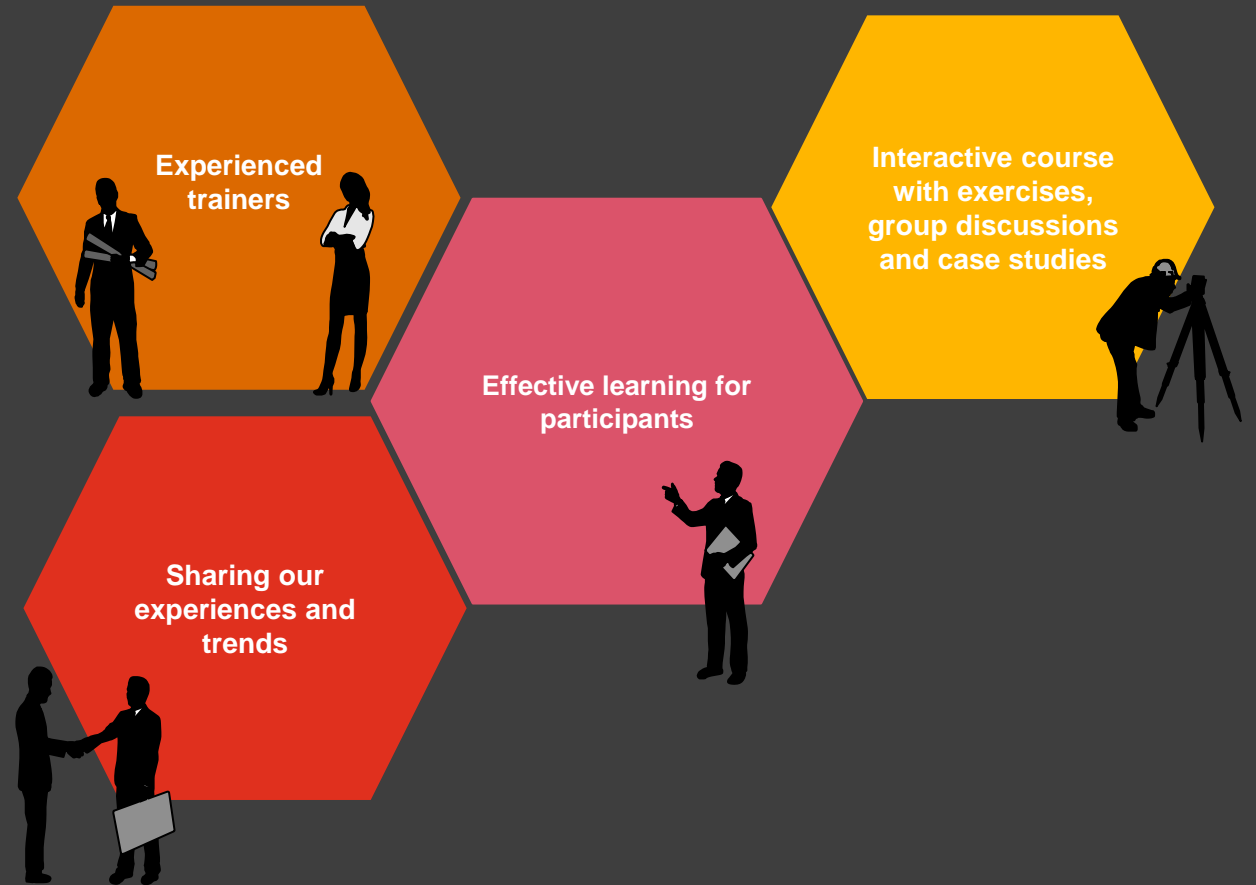 Experienced
trainers
Interactive course
with exercises,
group discussions
and case studies
Effective learning for
participants
Sharing our
experiences and
trends